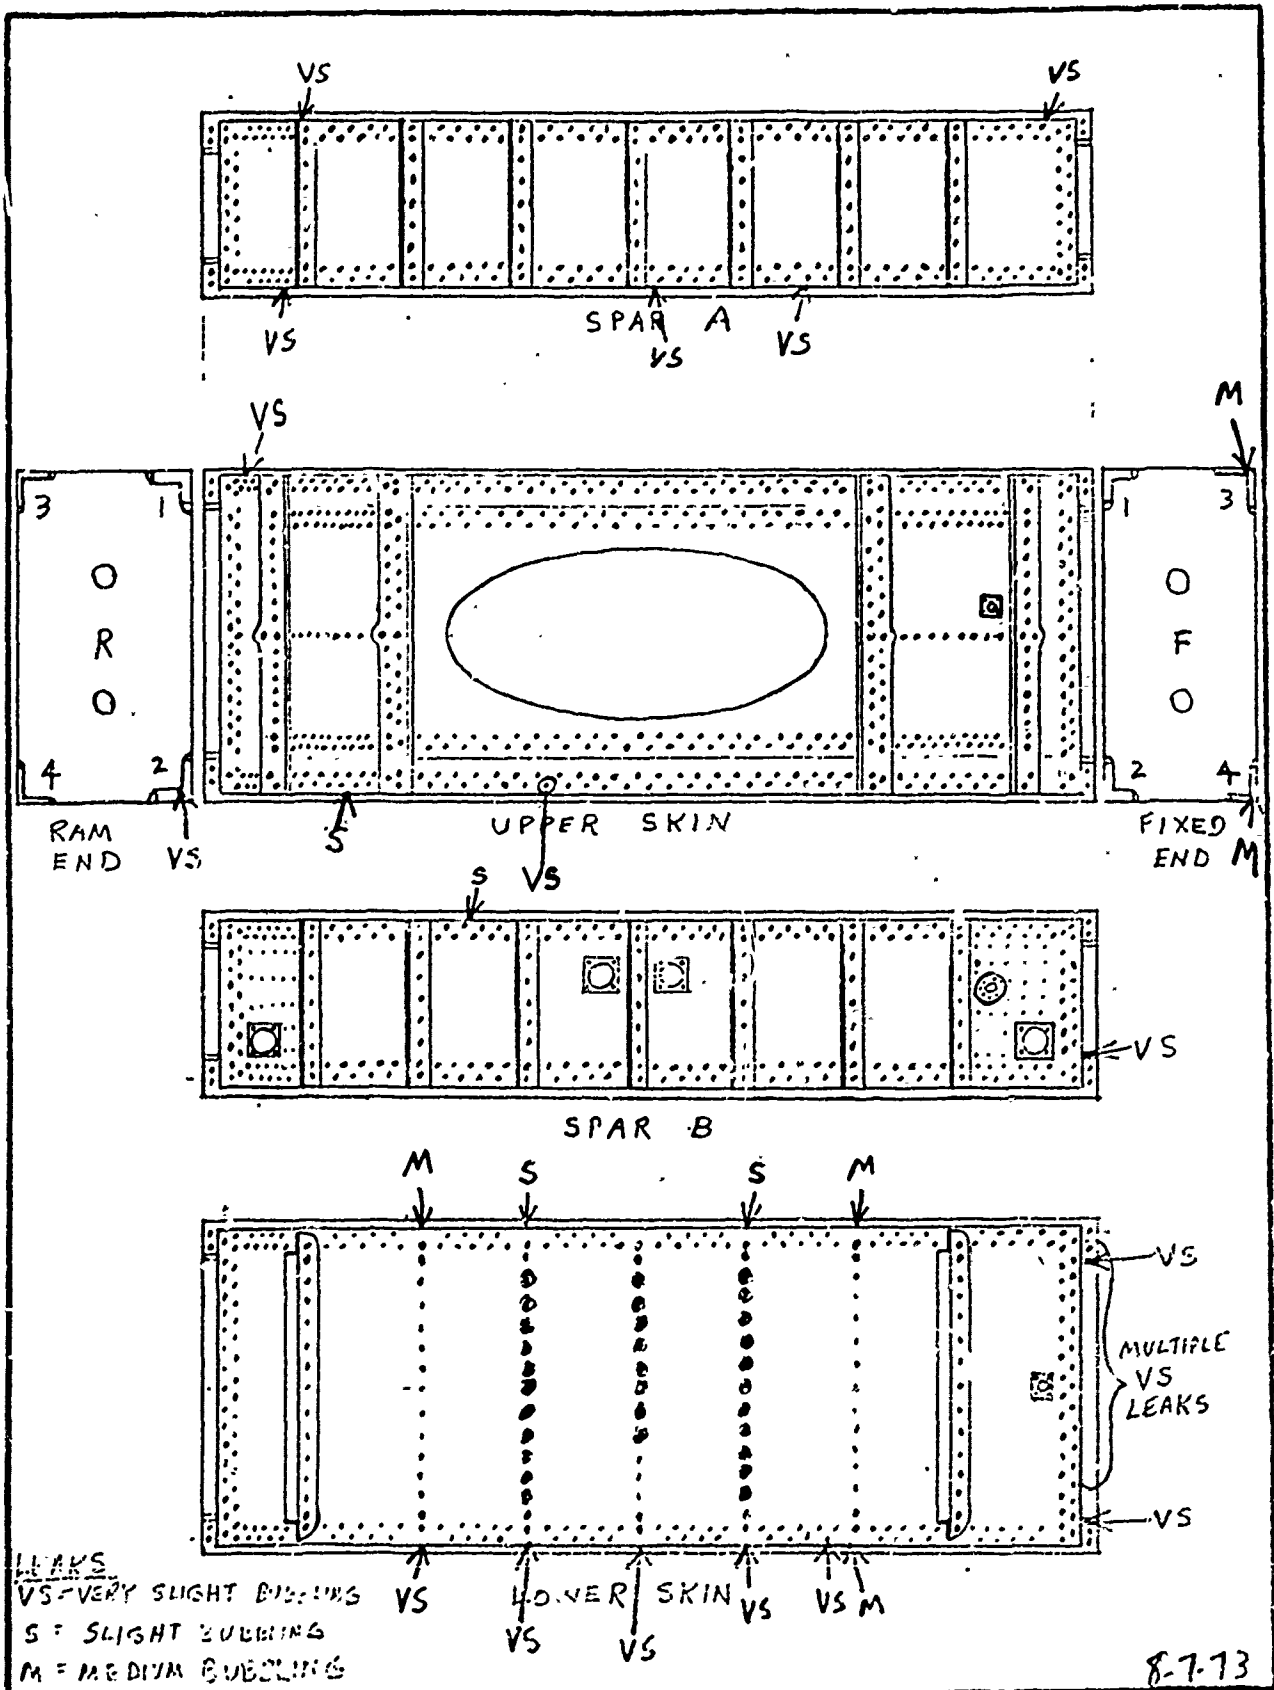 VS VS
SPAR A
VS VS VS
VS M
3 1 1 3
O O
R F
O O
4 2 2 4
RAM END VS
S
UPPER SKIN
VS
FIXED END M
S
VS
SPAR B
M S S M
VS
MULTIPLE
VS
LEAKS
VS
VS LOWER SKIN VS VS M
VS VS
LEAKS
VS = VERY SLIGHT BUBBLING
S = SLIGHT BUBBLING
M = MEDIUM BUBBLING
8-7-73